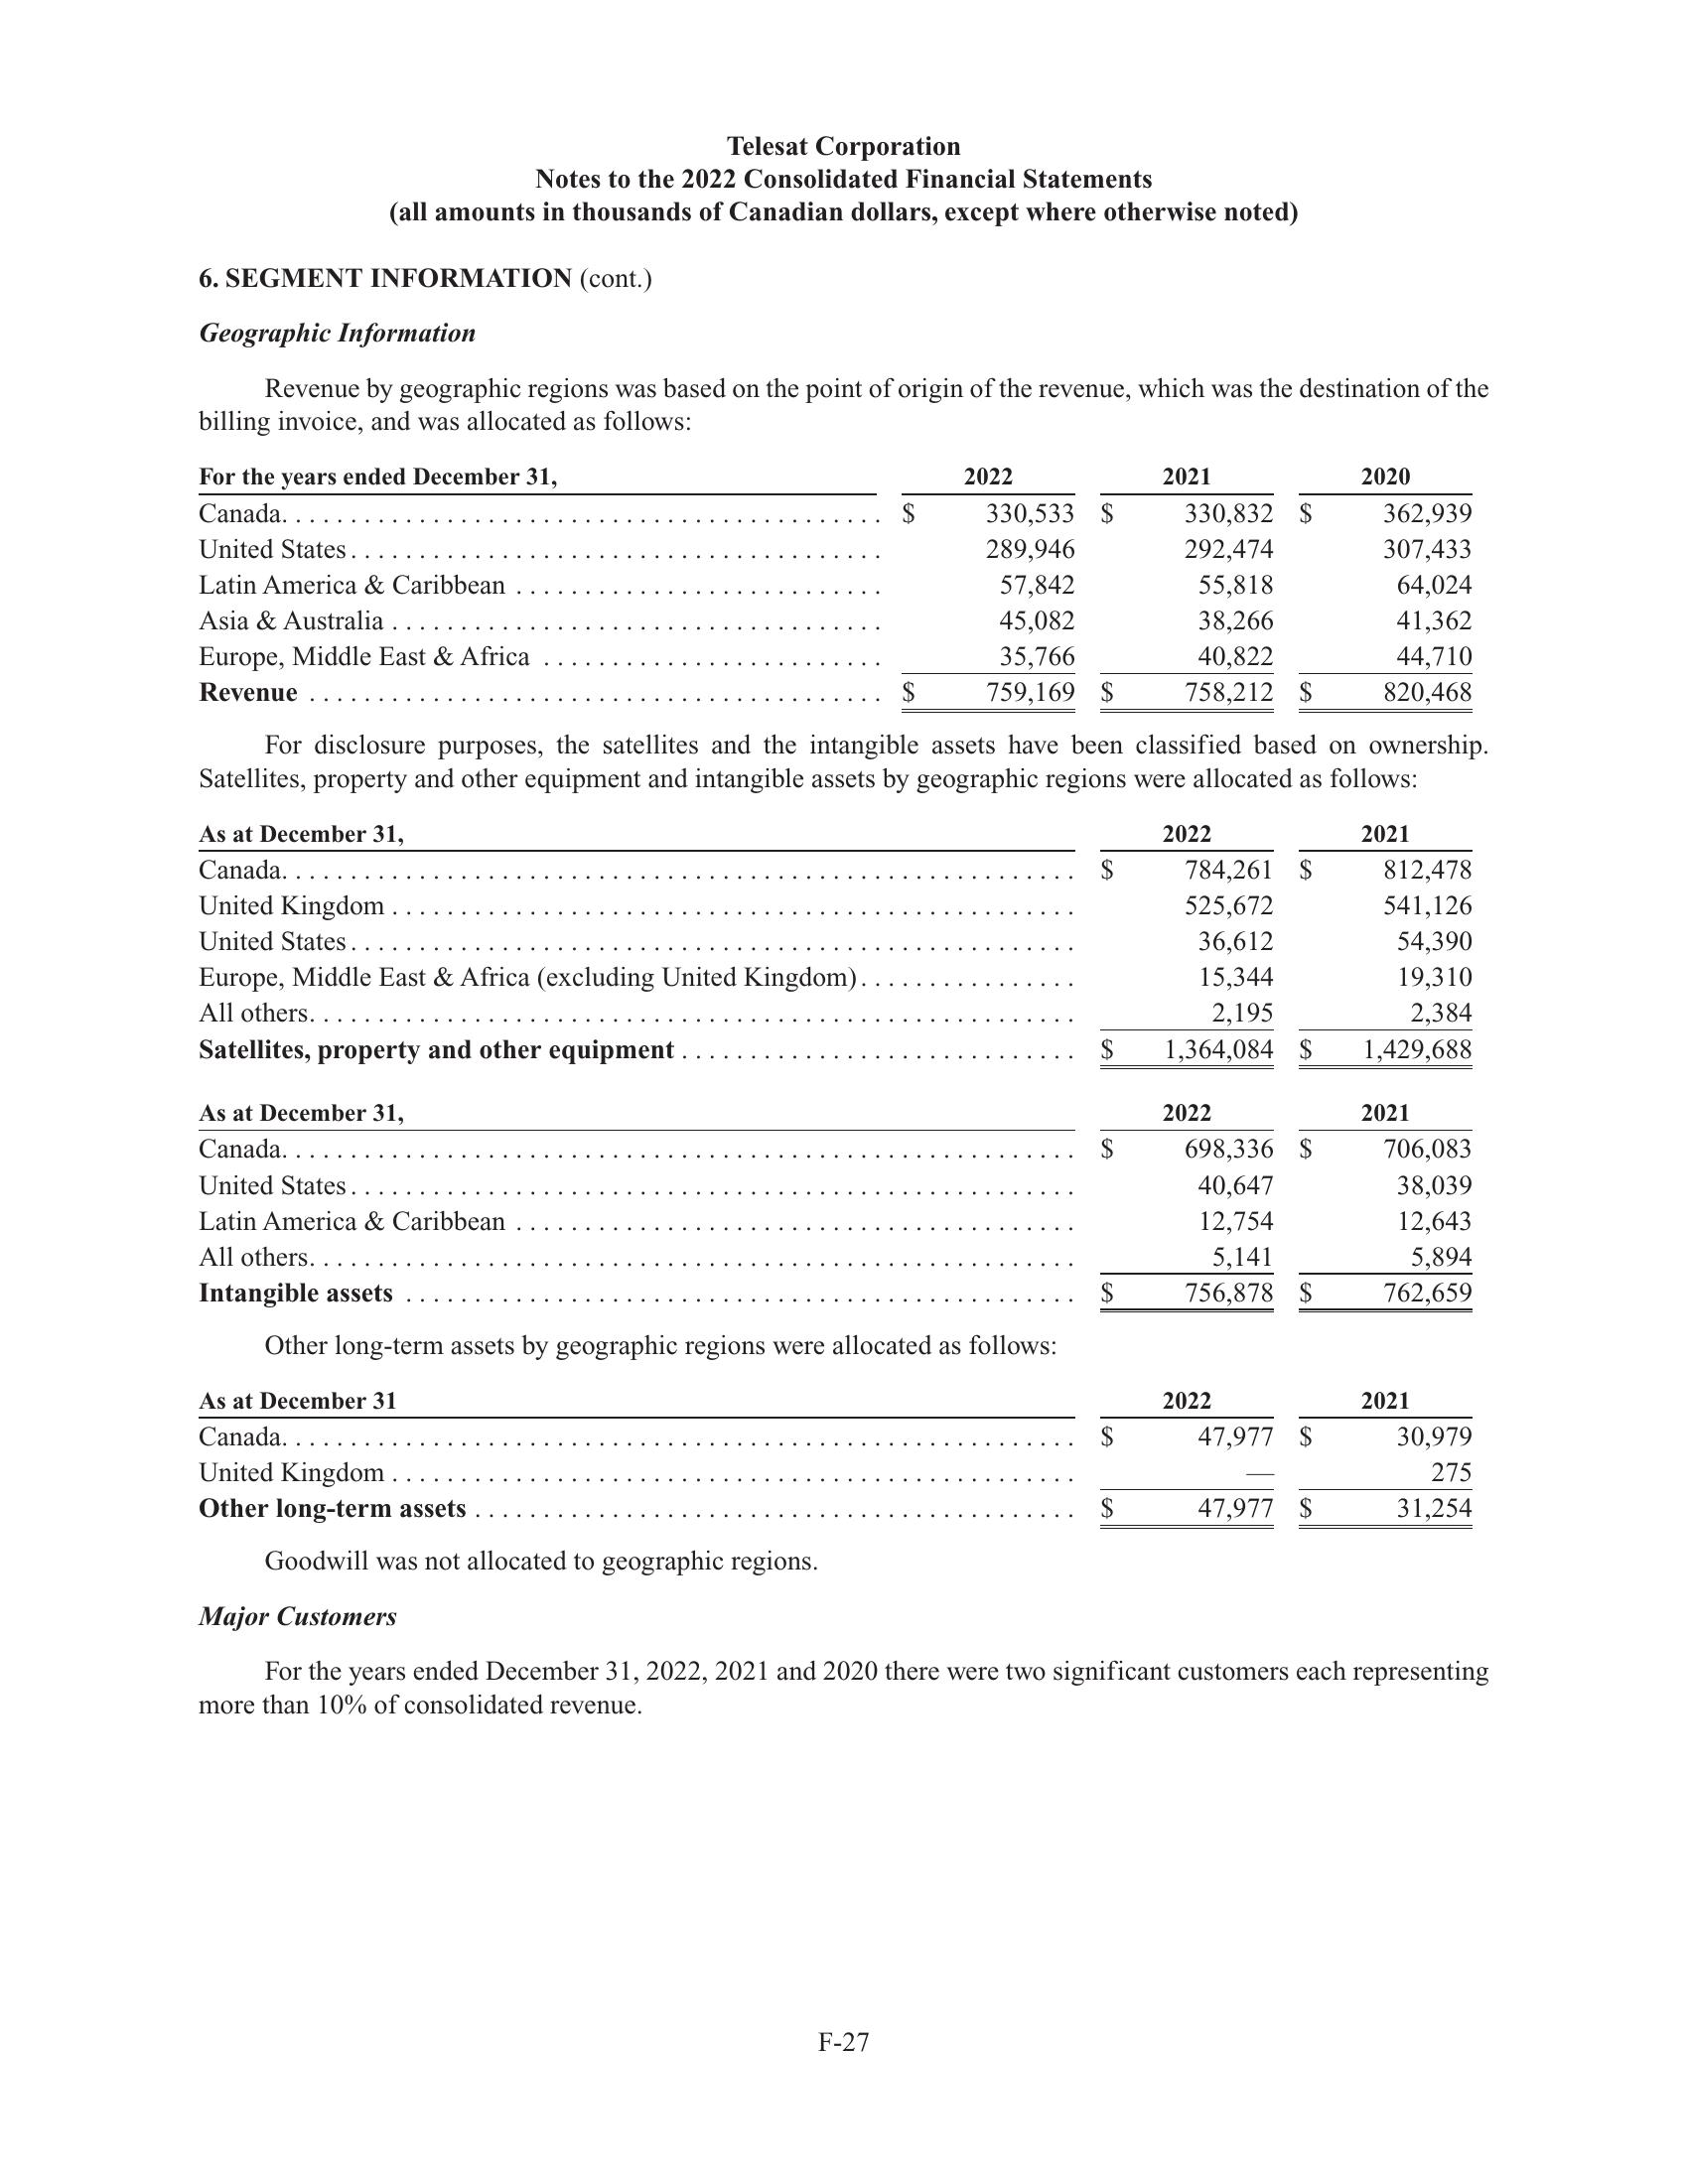 Telesat Corporation
Notes to the 2022 Consolidated Financial Statements
(all amounts in thousands of Canadian dollars, except where otherwise noted)
6. SEGMENT INFORMATION (cont.)
Geographic Information
Revenue by geographic regions was based on the point of origin of the revenue, which was the destination of the
billing invoice, and was allocated as follows:
For the years ended December 31, 2022 2021 2020
Canada. $ 330,533 $ 330,832 $ 362,939
United States 289,946 292,474 307,433
Latin America & Caribbean 57,842 55,818 64,024
Asia & Australia 45,082 38,266 41,362
Europe, Middle East & Africa 35,766 40,822 44,710
Revenue $ 759,169 $ 758,212 $ 820,468
For disclosure purposes, the satellites and the intangible assets have been classified based on ownership.
Satellites, property and other equipment and intangible assets by geographic regions were allocated as follows:
As at December 31, 2022 2021
Canada. $ 784,261 $ 812,478
United Kingdom 525,672 541,126
United States 36,612 54,390
Europe, Middle East & Africa (excluding United Kingdom) 15,344 19,310
All others. 2,195 2,384
Satellites, property and other equipment $ 1,364,084 $ 1,429,688
As at December 31, 2022 2021
Canada. $ 698,336 $ 706,083
United States 40,647 38,039
Latin America & Caribbean 12,754 12,643
All others. 5,141 5,894
Intangible assets $ 756,878 $ 762,659
Other long-term assets by geographic regions were allocated as follows:
As at December 31 2022 2021
Canada. $ 47,977 $ 30,979
United Kingdom — 275
Other long-term assets $ 47,977 $ 31,254
Goodwill was not allocated to geographic regions.
Major Customers
For the years ended December 31, 2022, 2021 and 2020 there were two significant customers each representing
more than 10% of consolidated revenue.
F-27